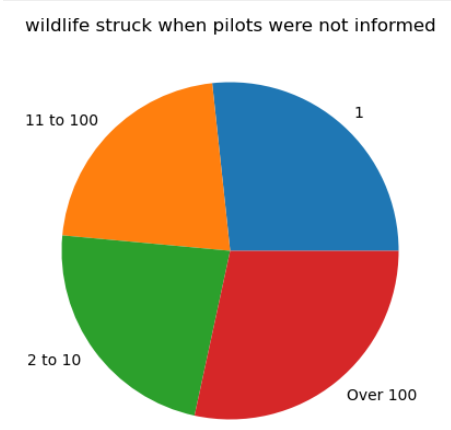 wildlife struck when pilots were not informed
1
11 to 100
2 to 10
Over 100